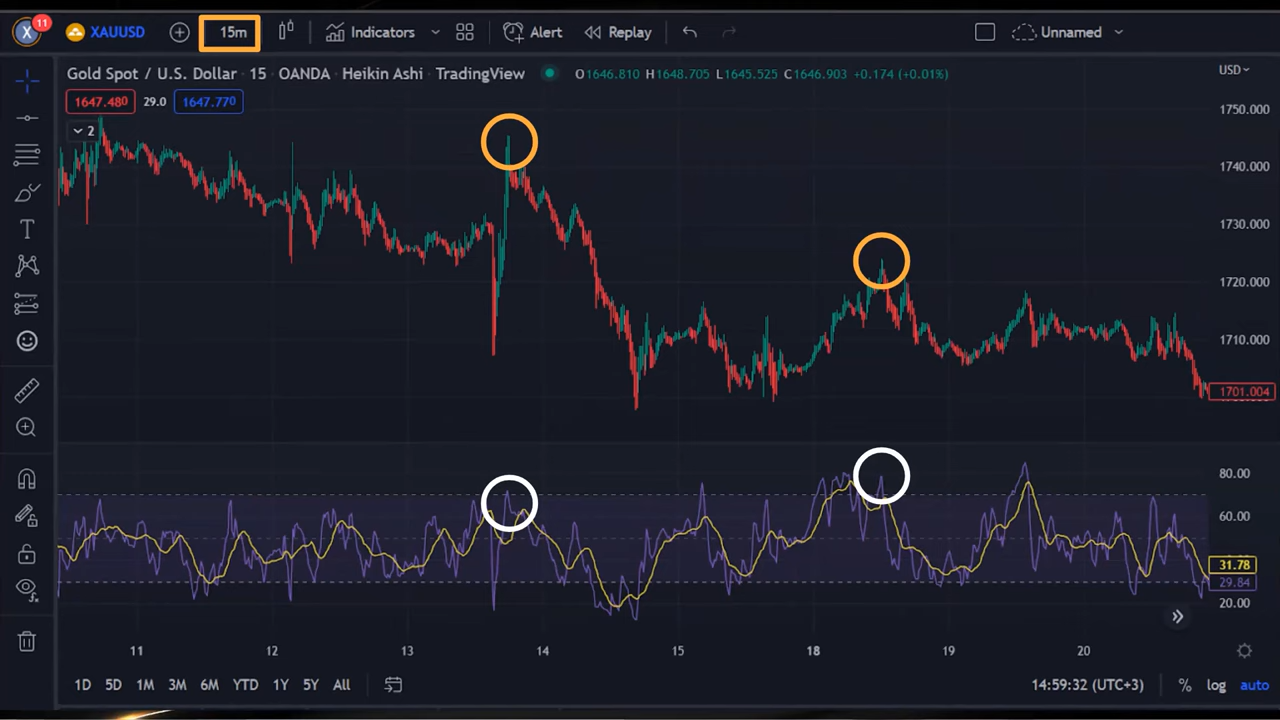 X 11 XAUUSD 15m Indicators Alert Replay Unnamed
Gold Spot / U.S. Dollar · 15 · OANDA · Heikin Ashi · TradingView O1646.810 H1648.705 L1645.525 C1646.903 +0.174 (+0.01%) USD
1647.480 29.0 1647.770
2
1750.000
1740.000
1730.000
1720.000
1710.000
1701.004
80.00
60.00
31.78
29.84
20.00
11 12 13 14 15 18 19 20
1D 5D 1M 3M 6M YTD 1Y 5Y All 14:59:32 (UTC+3) % log auto